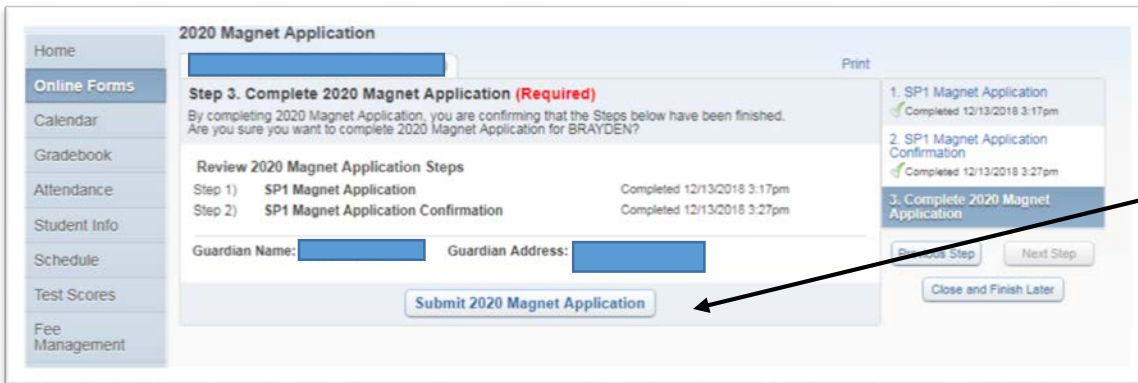 2020 Magnet Application
Home
Online Forms
Calendar
Gradebook
Attendance
Student Info
Schedule
Test Scores
Fee
Management
Print
Step 3. Complete 2020 Magnet Application (Required)
By completing 2020 Magnet Application, you are confirming that the Steps below have been finished.
Are you sure you want to complete 2020 Magnet Application for BRAYDEN?
Review 2020 Magnet Application Steps
Step 1) SP1 Magnet Application Completed 12/13/2018 3:17pm
Step 2) SP1 Magnet Application Confirmation Completed 12/13/2018 3:27pm
Guardian Name: Guardian Address:
Submit 2020 Magnet Application
1. SP1 Magnet Application
Completed 12/13/2018 3:17pm
2. SP1 Magnet Application
Confirmation
Completed 12/13/2018 3:27pm
3. Complete 2020 Magnet
Application
Previous Step Next Step
Close and Finish Later